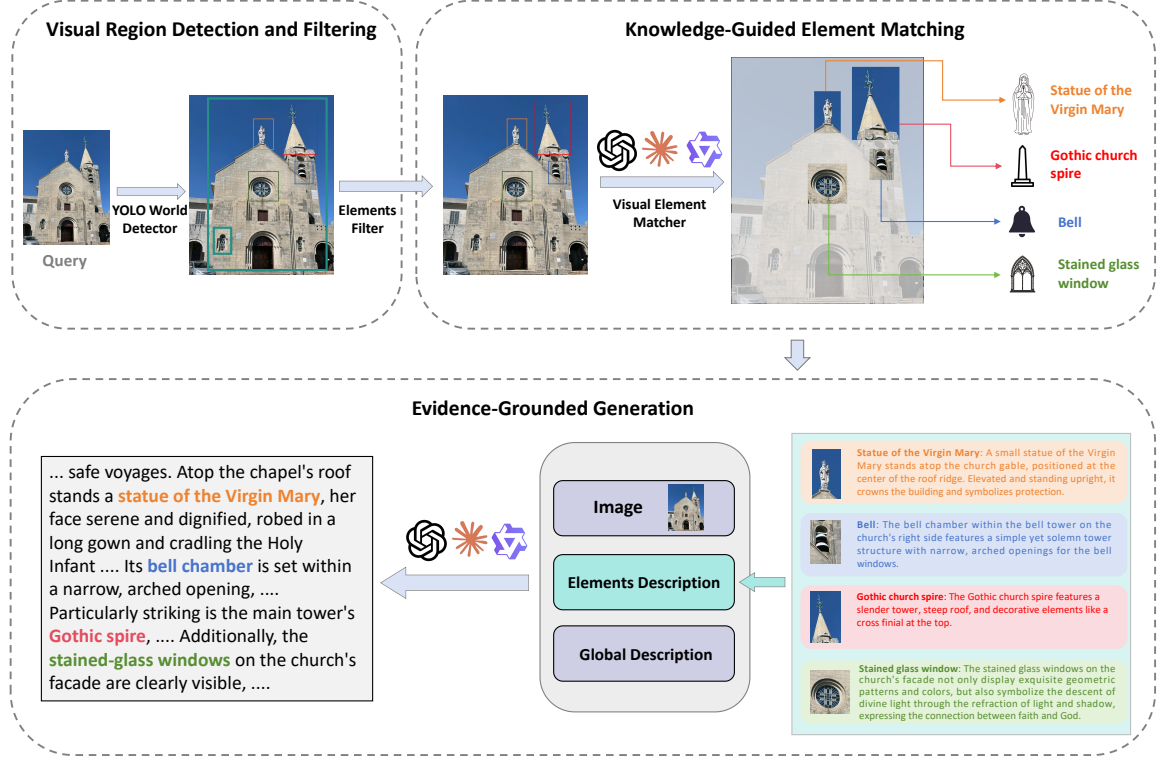 Visual Region Detection and Filtering
Query
YOLO World
Detector
Elements
Filter
Knowledge-Guided Element Matching
Visual Element
Matcher
Statue of the
Virgin Mary
Gothic church
spire
Bell
Stained glass
window
Evidence-Grounded Generation
... safe voyages. Atop the chapel's roof
stands a statue of the Virgin Mary, her
face serene and dignified, robed in a
long gown and cradling the Holy
Infant .... Its bell chamber is set within
a narrow, arched opening, ....
Particularly striking is the main tower's
Gothic spire, .... Additionally, the
stained-glass windows on the church's
facade are clearly visible, ....
Image
Elements Description
Global Description
Statue of the Virgin Mary: A small statue of the Virgin
Mary stands atop the church gable, positioned at the
center of the roof ridge. Elevated and standing upright, it
crowns the building and symbolizes protection.
Bell: The bell chamber within the bell tower on the
church's right side features a simple yet solemn tower
structure with narrow, arched openings for the bell
windows.
Gothic church spire: The Gothic church spire features a
slender tower, steep roof, and decorative elements like a
cross finial at the top.
Stained glass window: The stained glass windows on the
church's facade not only display exquisite geometric
patterns and colors, but also symbolize the descent of
divine light through the refraction of light and shadow,
expressing the connection between faith and God.